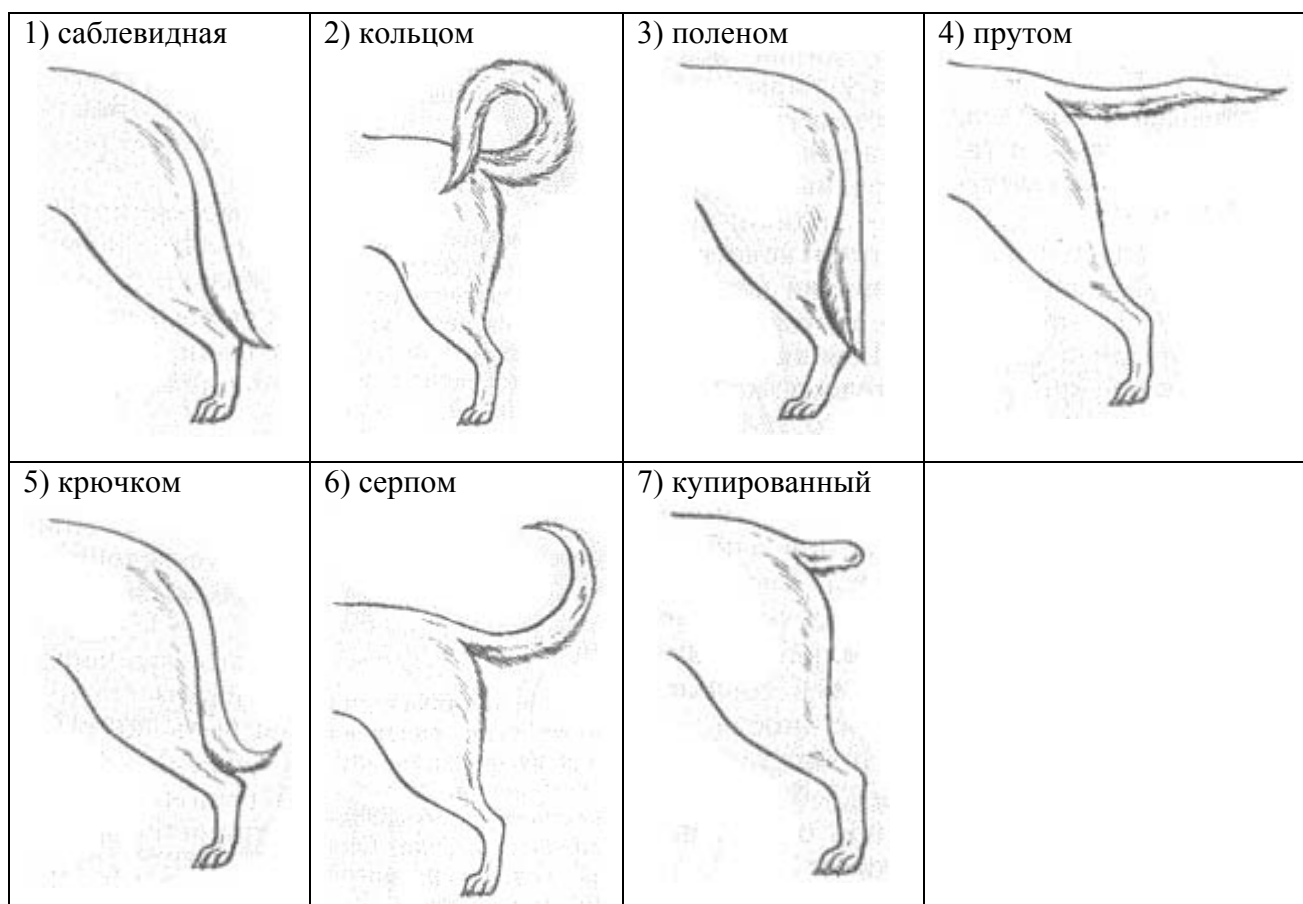 1) саблевидная
2) кольцом
3) поленом
4) прутом
5) крючком
6) серпом
7) купированный